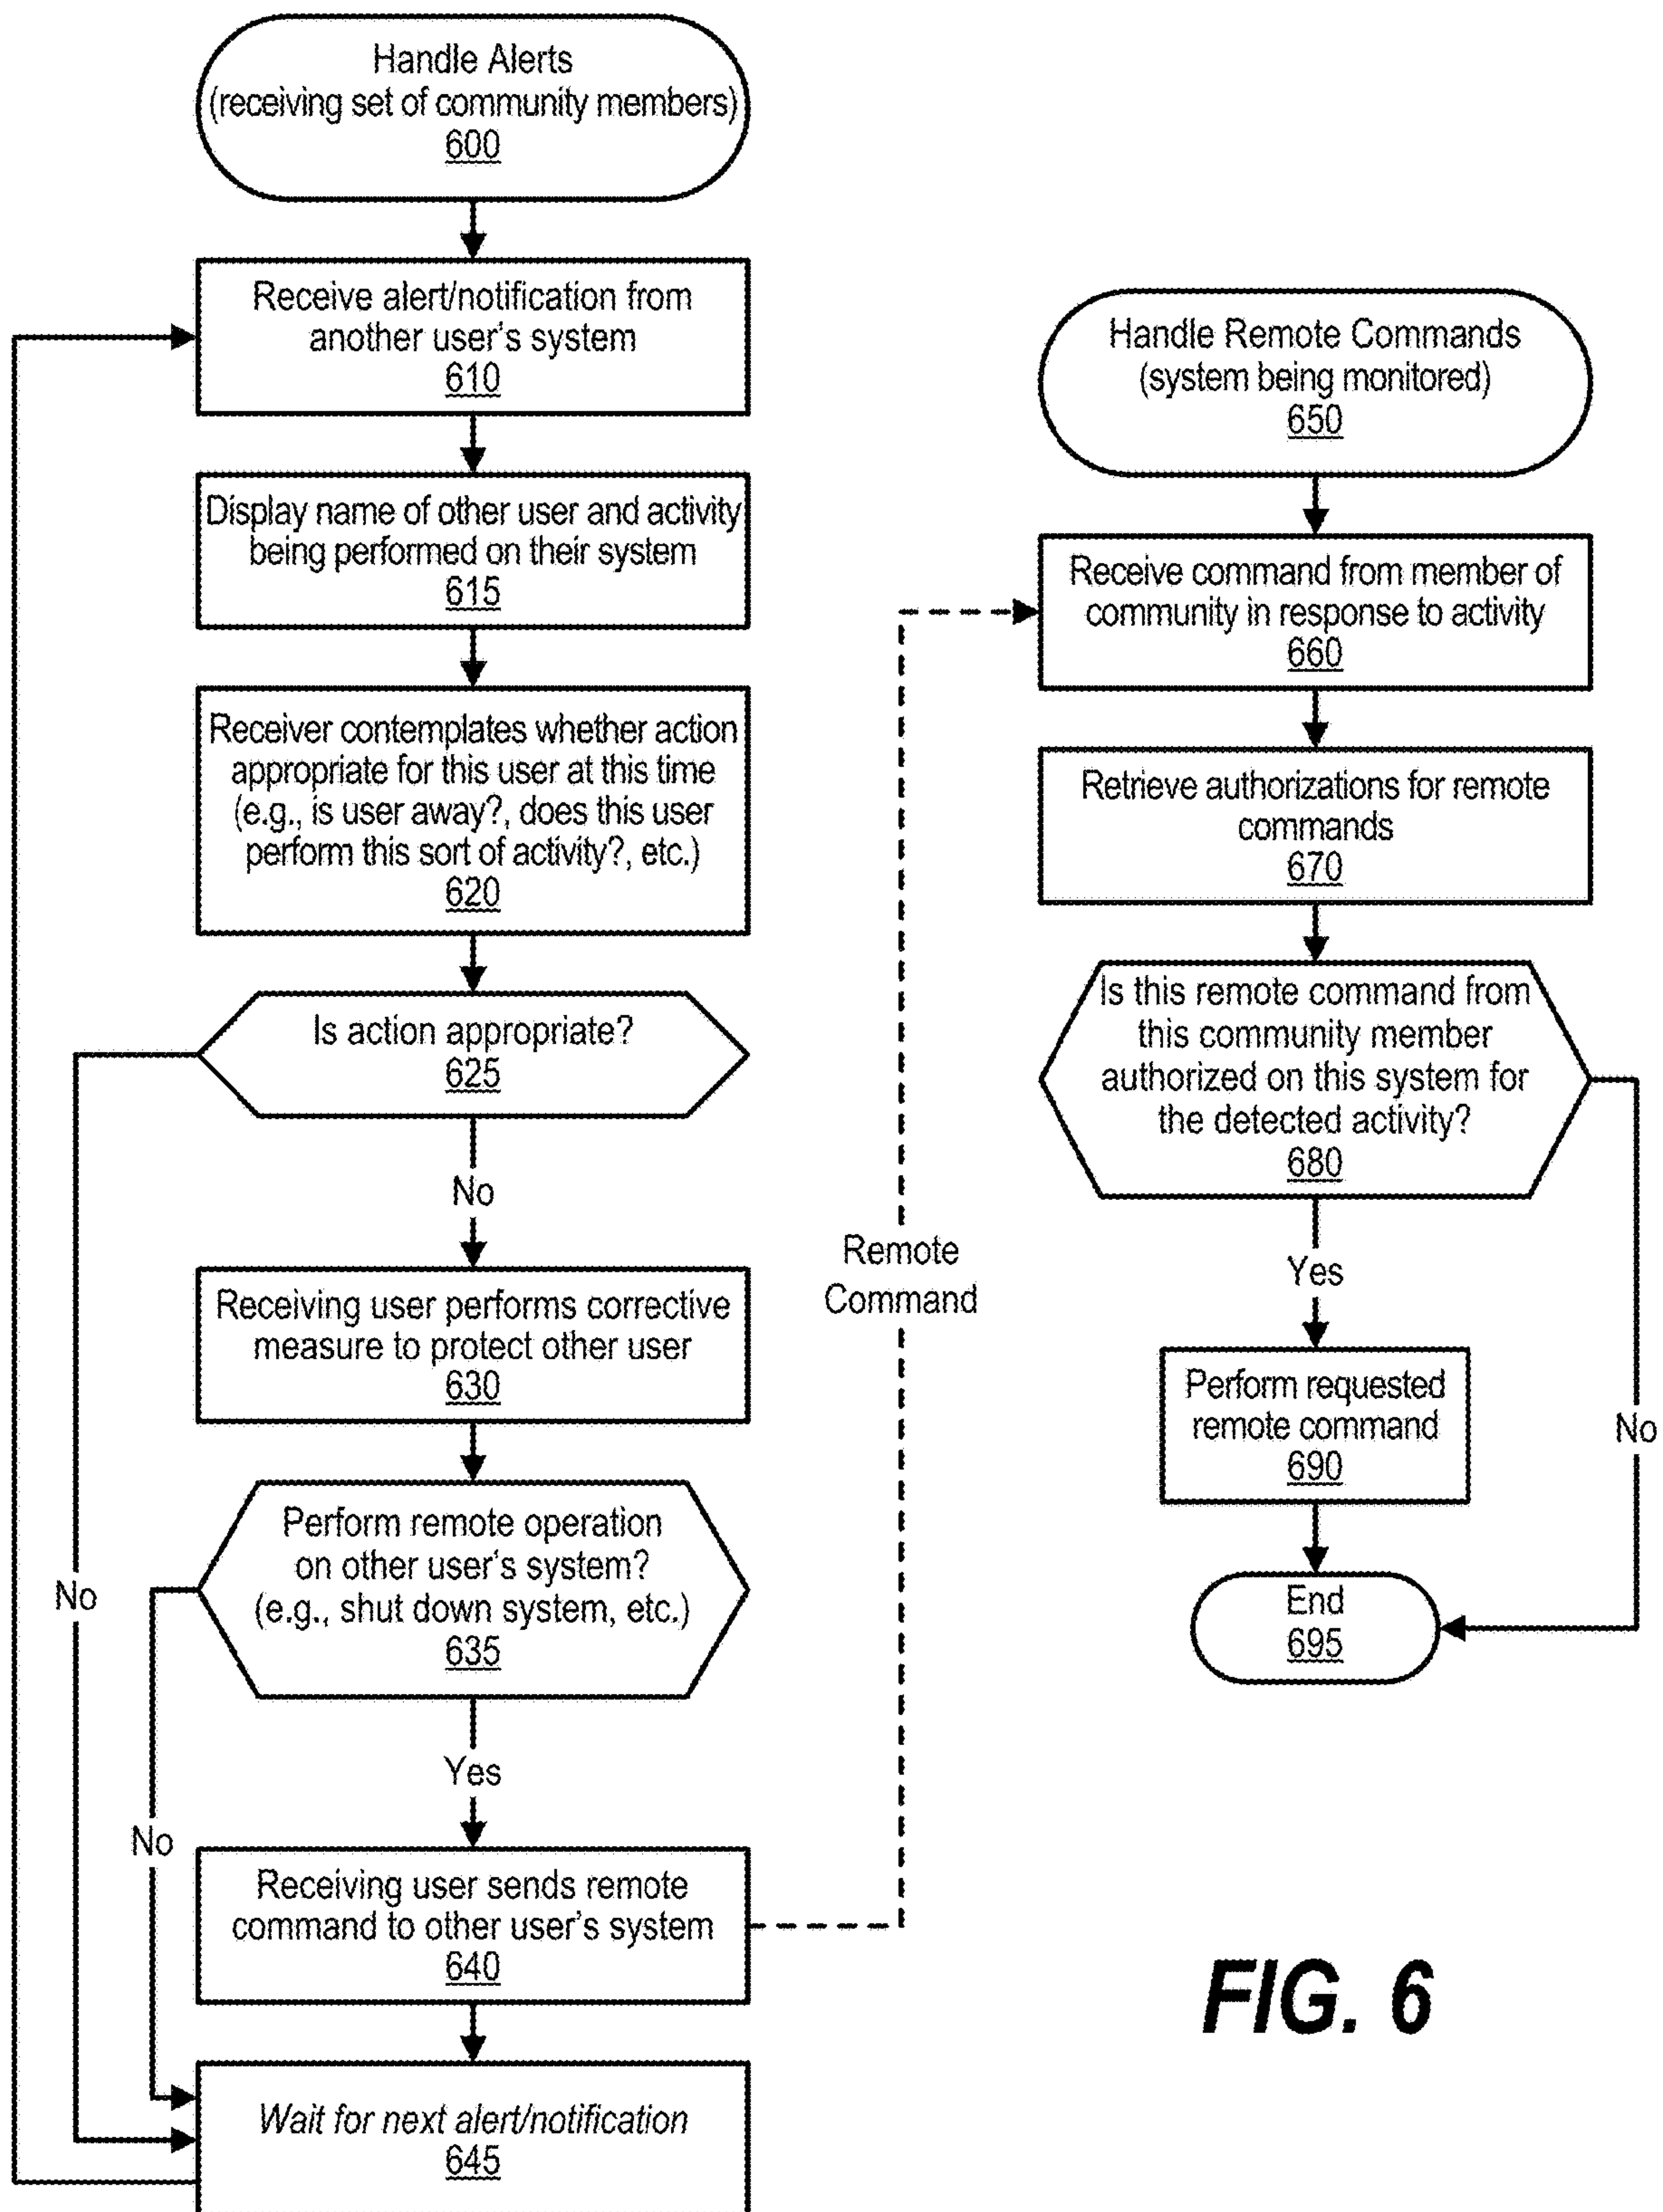 Handle Alerts
(receiving set of community members)
600
Receive alert/notification from
another user's system
610
Display name of other user and activity
being performed on their system
615
Receiver contemplates whether action
appropriate for this user at this time
(e.g., is user away?, does this user
perform this sort of activity?, etc.)
620
Is action appropriate?
625
No
No
Receiving user performs corrective
measure to protect other user
630
Perform remote operation
on other user's system?
(e.g., shut down system, etc.)
635
Yes
No
Receiving user sends remote
command to other user's system
640
Wait for next alert/notification
645
Remote
Command
Handle Remote Commands
(system being monitored)
650
Receive command from member of
community in response to activity
660
Retrieve authorizations for remote
commands
670
Is this remote command from
this community member
authorized on this system for
the detected activity?
680
Yes
No
Perform requested
remote command
690
End
695
FIG. 6